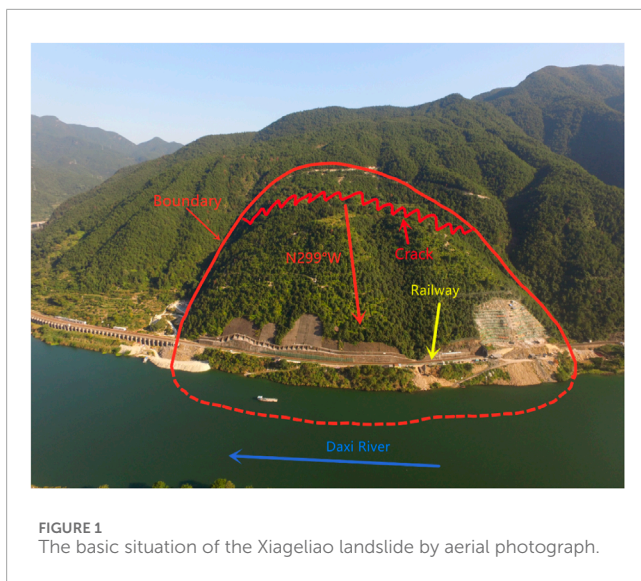 Boundary
N299°W
Crack
Railway
Daxi River
FIGURE 1
The basic situation of the Xiageliao landslide by aerial photograph.